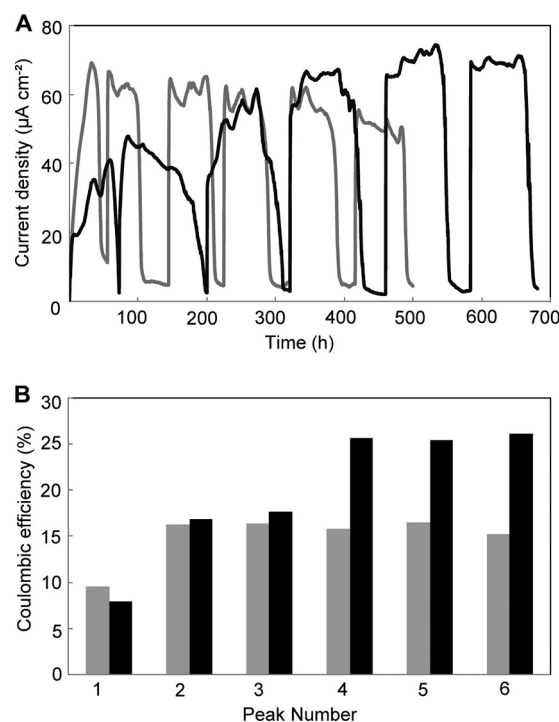 A
80
60
40
20
0
Current density (µA cm⁻²)
100 200 300 400 500 600 700
Time (h)
B
30
25
20
15
10
5
0
Coulombic efficiency (%)
1 2 3 4 5 6
Peak Number